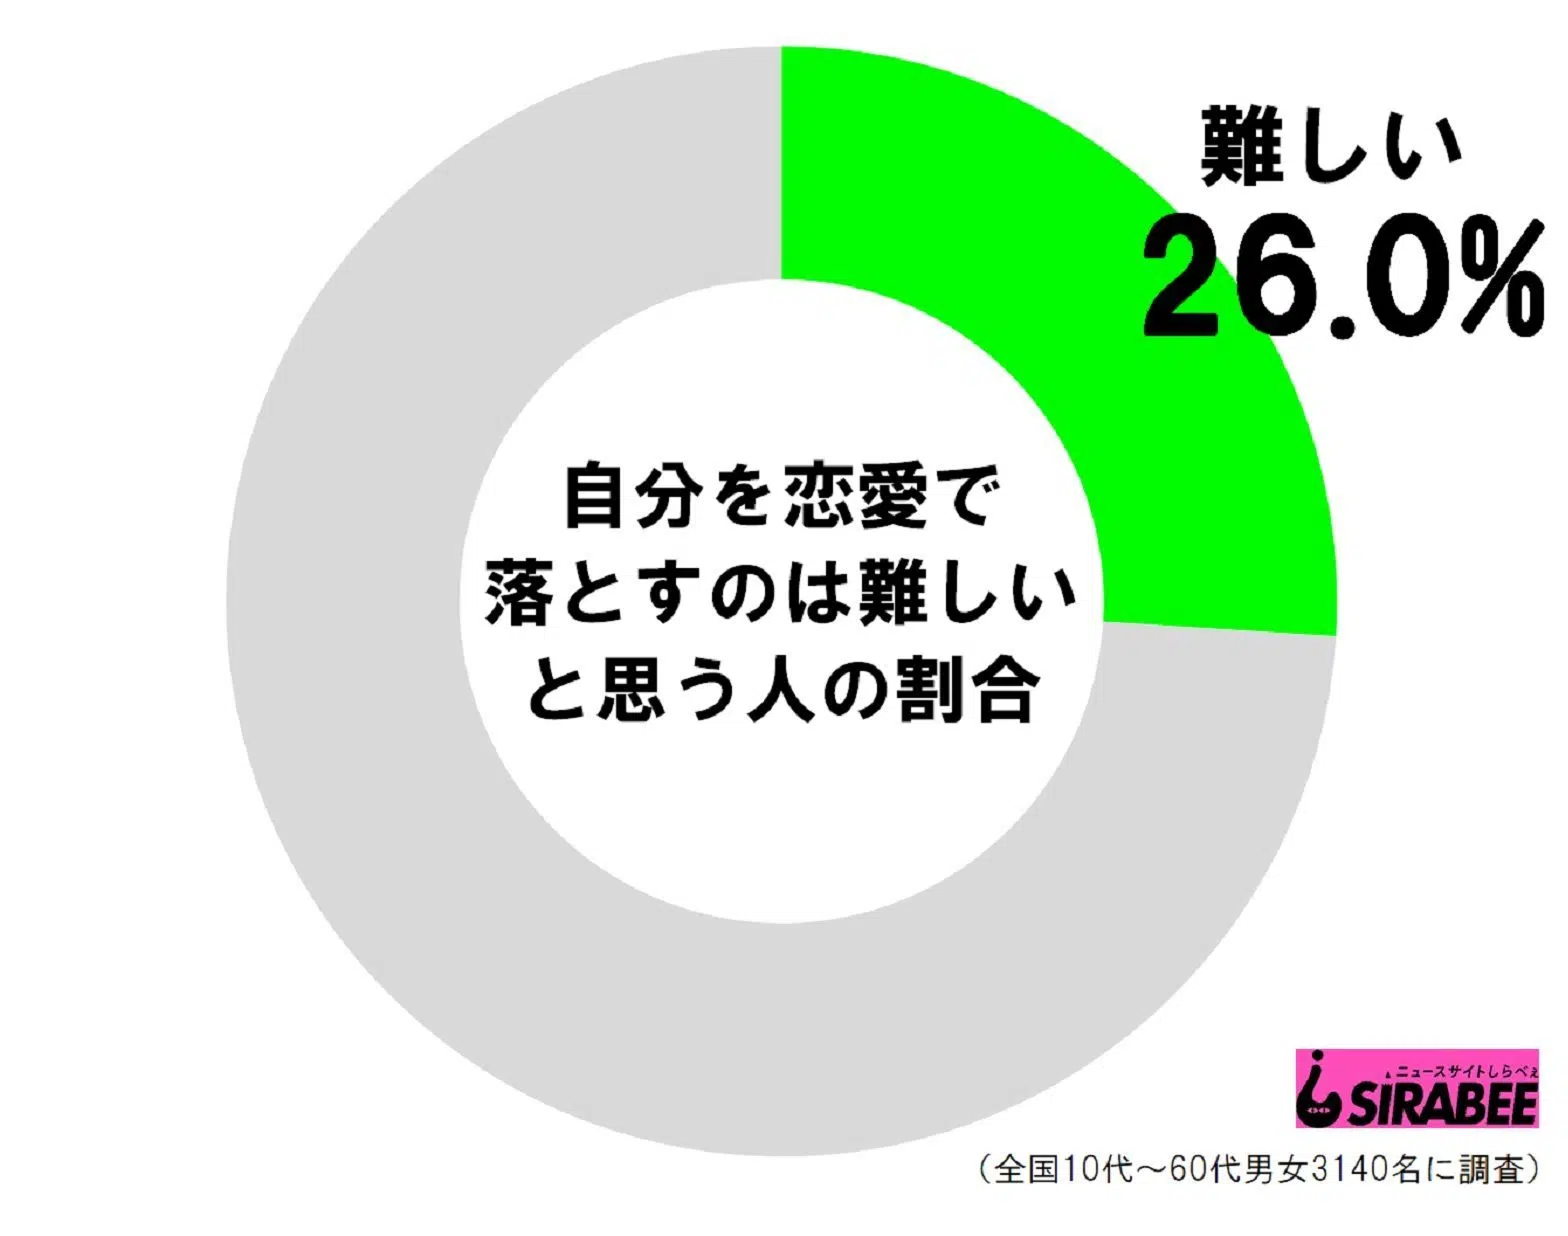 難しい
26.0%
自分を恋愛で
落とすのは難しい
と思う人の割合
ニュースサイトしらべぇ
SIRABEE
（全国10代～60代男女3140名に調査）